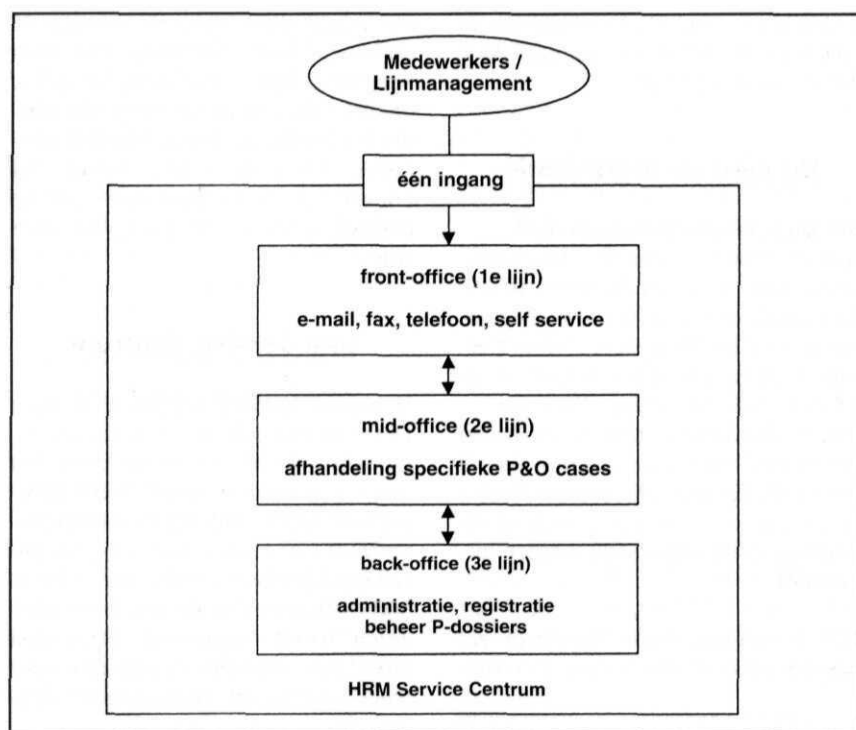 Medewerkers /
Lijnmanagement
één ingang
front-office (1e lijn)
e-mail, fax, telefoon, self service
mid-office (2e lijn)
afhandeling specifieke P&O cases
back-office (3e lijn)
administratie, registratie
beheer P-dossiers
HRM Service Centrum